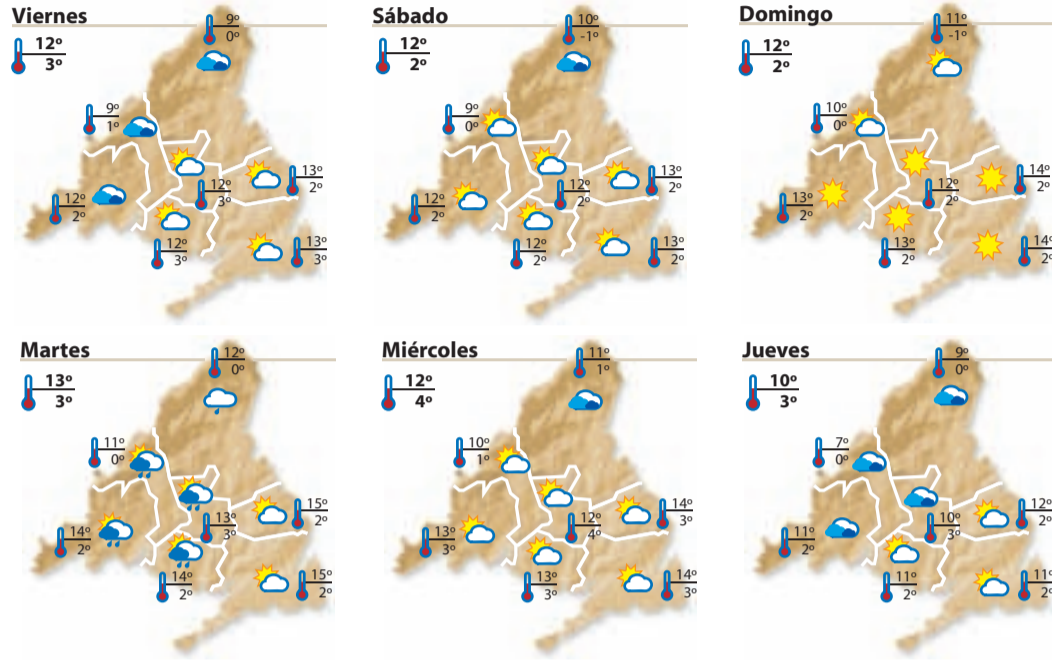 Viernes
12º
3º
9º
0º
9º
1º
13º
2º
12º
3º
12º
2º
12º
3º
13º
3º
Sábado
12º
2º
10º
-1º
9º
0º
13º
2º
12º
2º
12º
2º
12º
2º
13º
2º
Domingo
12º
2º
11º
-1º
10º
0º
14º
2º
12º
2º
13º
2º
13º
2º
14º
2º
Martes
13º
3º
12º
0º
11º
0º
15º
2º
13º
3º
14º
2º
14º
2º
15º
2º
Miércoles
12º
4º
11º
1º
10º
1º
14º
3º
12º
4º
13º
3º
13º
3º
14º
3º
Jueves
10º
3º
9º
0º
7º
0º
12º
2º
10º
3º
11º
2º
11º
2º
11º
2º